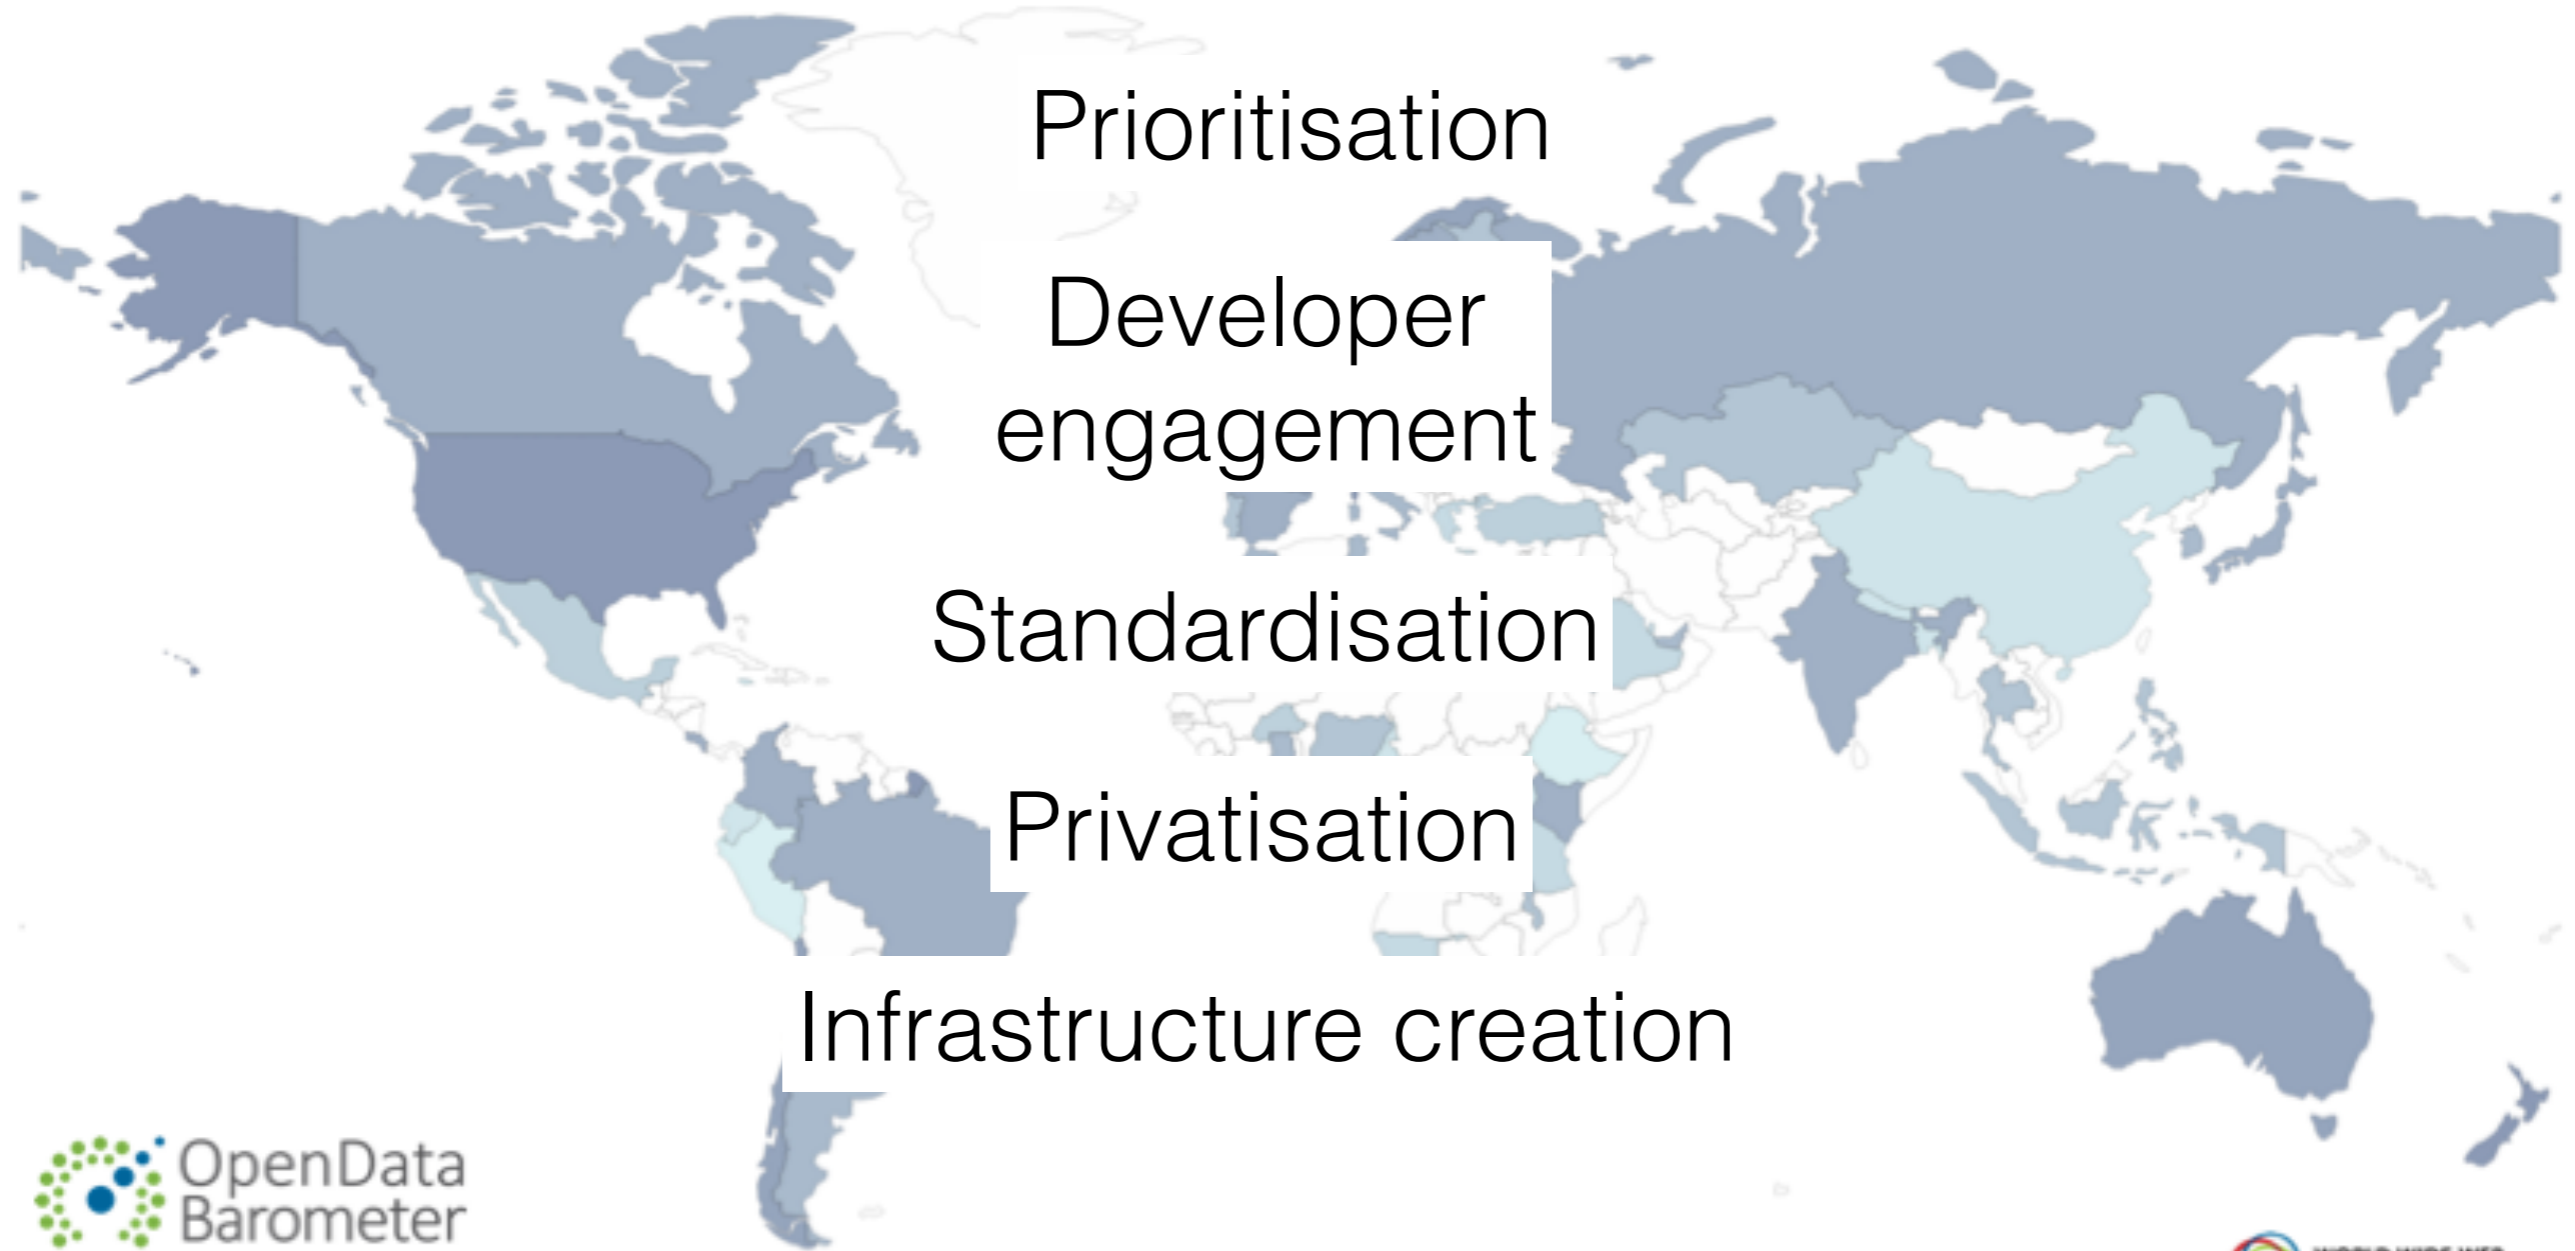 Prioritisation
Developer
engagement
Standardisation
Privatisation
Infrastructure creation
OpenData
Barometer